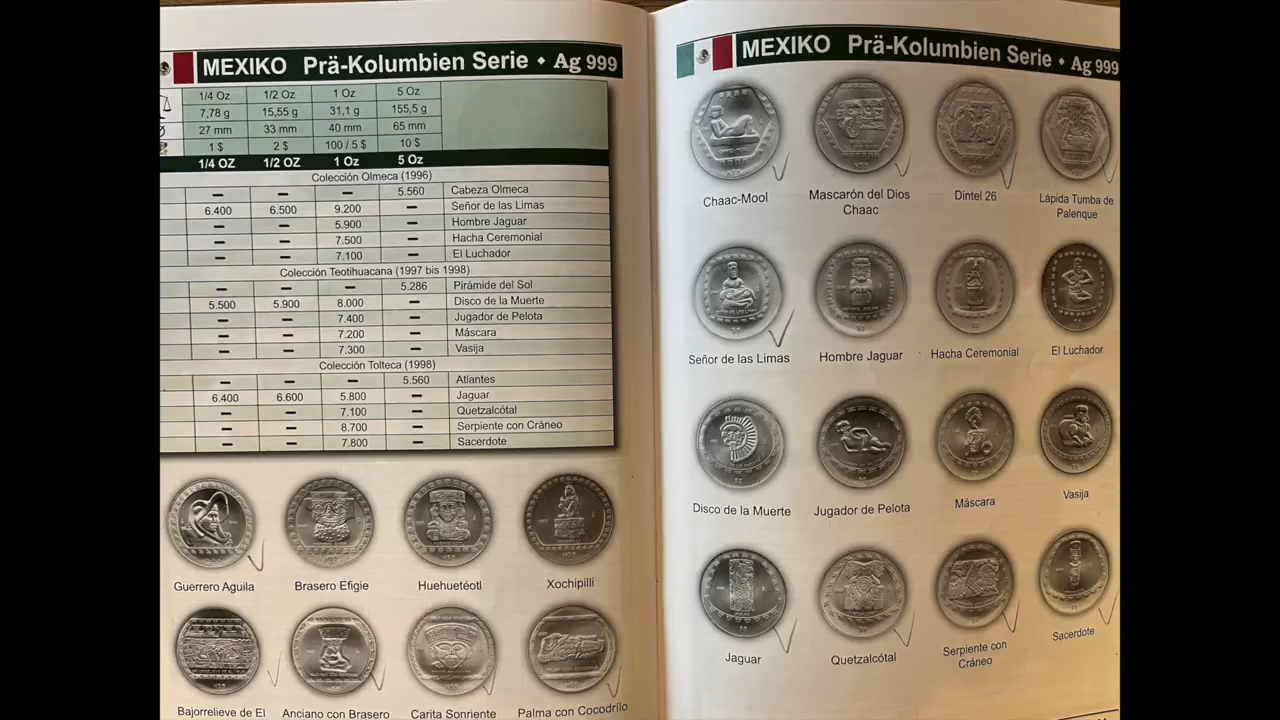 MEXIKO Prä-Kolumbien Serie • Ag 999
1/4 Oz 1/2 Oz 1 Oz 5 Oz
7,78 g 15,55 g 31,1 g 155,5 g
27 mm 33 mm 40 mm 65 mm
1 $ 2 $ 100 / 5 $ 10 $
1/4 OZ 1/2 OZ 1 Oz 5 Oz
Colección Olmeca (1996)
– – – 5.560 Cabeza Olmeca
6.400 6.500 9.200 – Señor de las Limas
– – 5.900 – Hombre Jaguar
– – 7.500 – Hacha Ceremonial
– – 7.100 – El Luchador
Colección Teotihuacana (1997 bis 1998)
– – – 5.286 Pirámide del Sol
5.500 5.900 8.000 – Disco de la Muerte
– – 7.400 – Jugador de Pelota
– – 7.200 – Máscara
– – 7.300 – Vasija
Colección Tolteca (1998)
– – – 5.560 Atlantes
6.400 6.600 5.800 – Jaguar
– – 7.100 – Quetzalcótal
– – 8.700 – Serpiente con Cráneo
– – 7.800 – Sacerdote
Guerrero Aguila Brasero Efigie Huehuetéotl Xochipilli
Bajorrelieve de El Anciano con Brasero Carita Sonriente Palma con Cocodrilo
MEXIKO Prä-Kolumbien Serie • Ag 999
Chaac-Mool Mascarón del Dios Chaac Dintel 26 Lápida Tumba de Palenque
Señor de las Limas Hombre Jaguar Hacha Ceremonial El Luchador
Disco de la Muerte Jugador de Pelota Máscara Vasija
Jaguar Quetzalcótal Serpiente con Cráneo Sacerdote